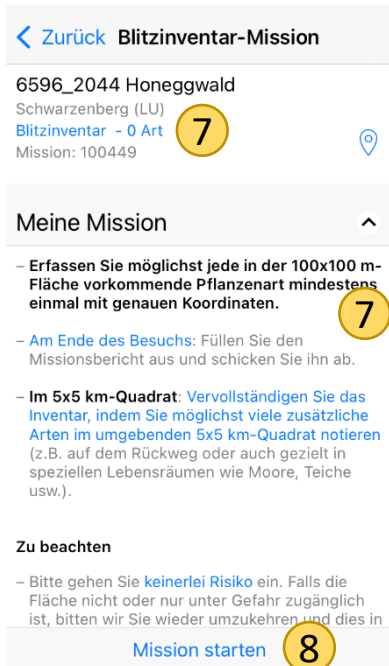 Zurück Blitzinventar-Mission
6596_2044 Honeggwald
Schwarzenberg (LU)
Blitzinventar - 0 Art
7
Mission: 100449
Meine Mission
– Erfassen Sie möglichst jede in der 100x100 m-
Fläche vorkommende Pflanzenart mindestens
einmal mit genauen Koordinaten.
7
– Am Ende des Besuchs: Füllen Sie den
Missionsbericht aus und schicken Sie ihn ab.
– Im 5x5 km-Quadrat: Vervollständigen Sie das
Inventar, indem Sie möglichst viele zusätzliche
Arten im umgebenden 5x5 km-Quadrat notieren
(z.B. auf dem Rückweg oder auch gezielt in
speziellen Lebensräumen wie Moore, Teiche
usw.).
Zu beachten
– Bitte gehen Sie keinerlei Risiko ein. Falls die
Fläche nicht oder nur unter Gefahr zugänglich
ist, bitten wir Sie wieder umzukehren und dies in
Mission starten
8